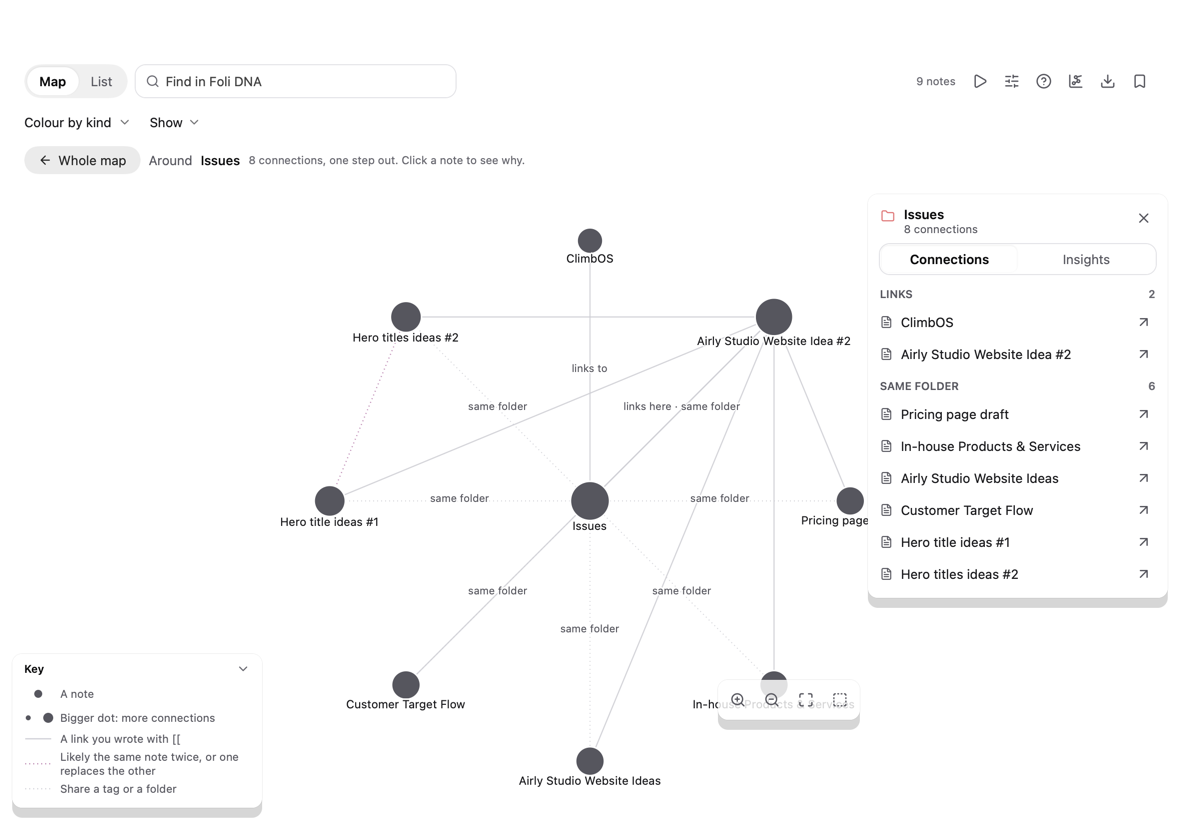 Map
List
Find in Foli DNA
9 notes
Colour by kind
Show
Whole map
Around Issues 8 connections, one step out. Click a note to see why.
ClimbOS
Hero titles ideas #2
Airly Studio Website Idea #2
links to
same folder
links here · same folder
same folder
same folder
Hero title ideas #1
Issues
Pricing page
same folder
same folder
same folder
Customer Target Flow
In-house Products & Services
Airly Studio Website Ideas
Issues
8 connections
Connections
Insights
LINKS 2
ClimbOS
Airly Studio Website Idea #2
SAME FOLDER 6
Pricing page draft
In-house Products & Services
Airly Studio Website Ideas
Customer Target Flow
Hero title ideas #1
Hero titles ideas #2
Key
A note
Bigger dot: more connections
A link you wrote with [[
Likely the same note twice, or one
replaces the other
Share a tag or a folder